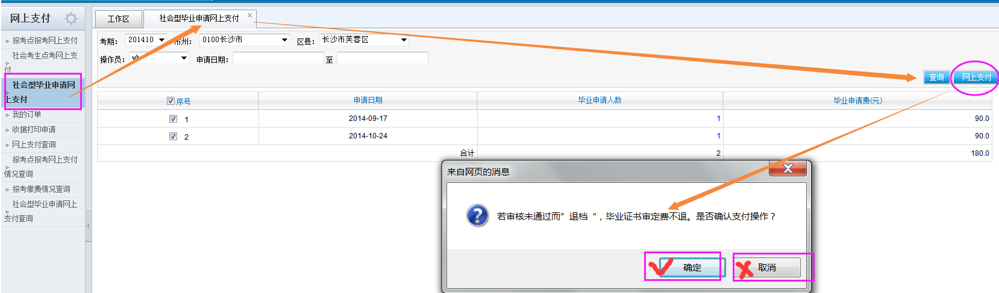 网上支付
报考点报考网上支付
社会考生点考网上支
付
社会型毕业申请网
上支付
我的订单
收据打印申请
网上支付查询
报考点报考网上支付
情况查询
报考缴费情况查询
社会型毕业申请网上
支付查询
工作区 社会型毕业申请网上支付
考期： 201410 市州： 0100长沙市 区县： 长沙市芙蓉区
操作员： 申请日期： 至
查询 网上支付
序号 申请日期 毕业申请人数 毕业申请费(元)
1 2014-09-17 1 90.0
2 2014-10-24 1 90.0
合计 2 180.0
来自网页的消息
若审核未通过而”退档“，毕业证书审定费不退。是否确认支付操作？
确定 取消